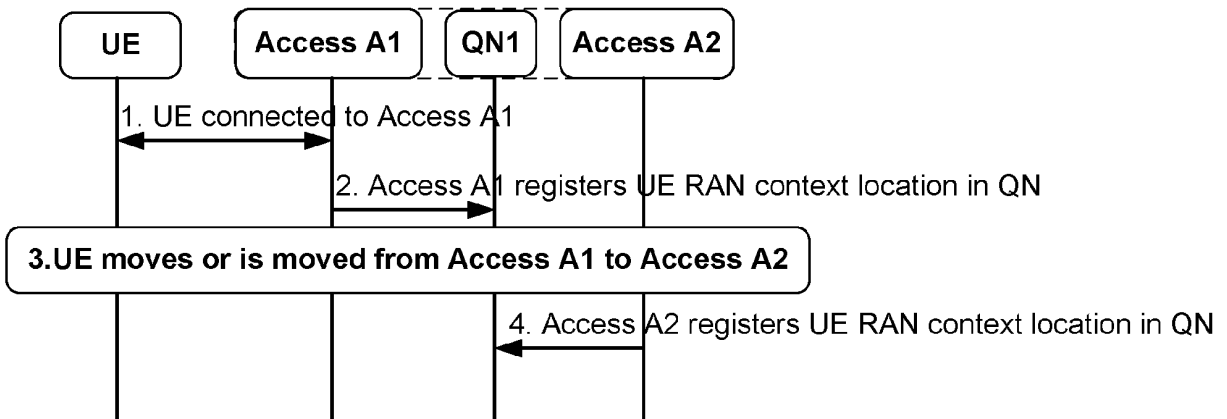 UE
Access A1
QN1
Access A2
1. UE connected to Access A1
2. Access A1 registers UE RAN context location in QN
3.UE moves or is moved from Access A1 to Access A2
4. Access A2 registers UE RAN context location in QN